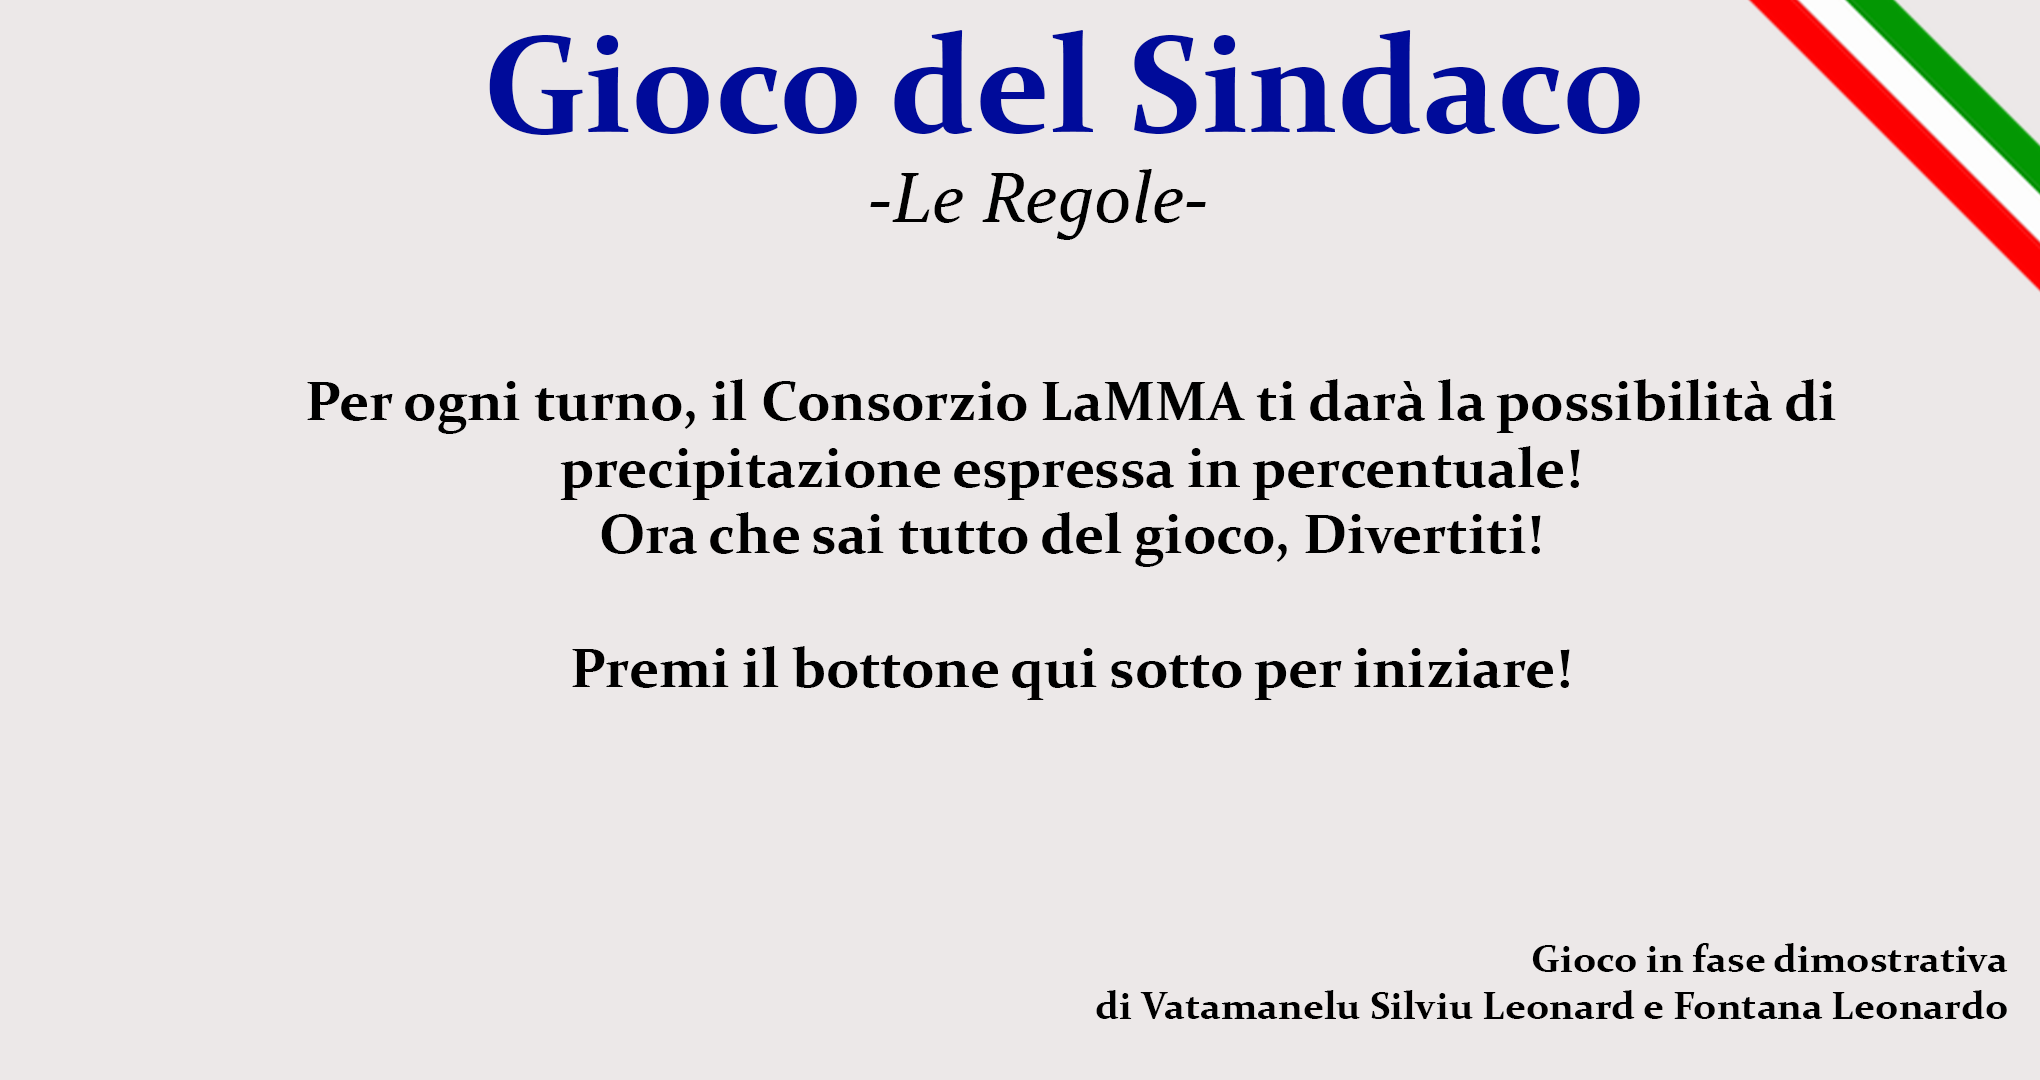 Gioco del Sindaco
-Le Regole-
Per ogni turno, il Consorzio LaMMA ti darà la possibilità di
precipitazione espressa in percentuale!
Ora che sai tutto del gioco, Divertiti!
Premi il bottone qui sotto per iniziare!
Gioco in fase dimostrativa
di Vatamanelu Silviu Leonard e Fontana Leonardo